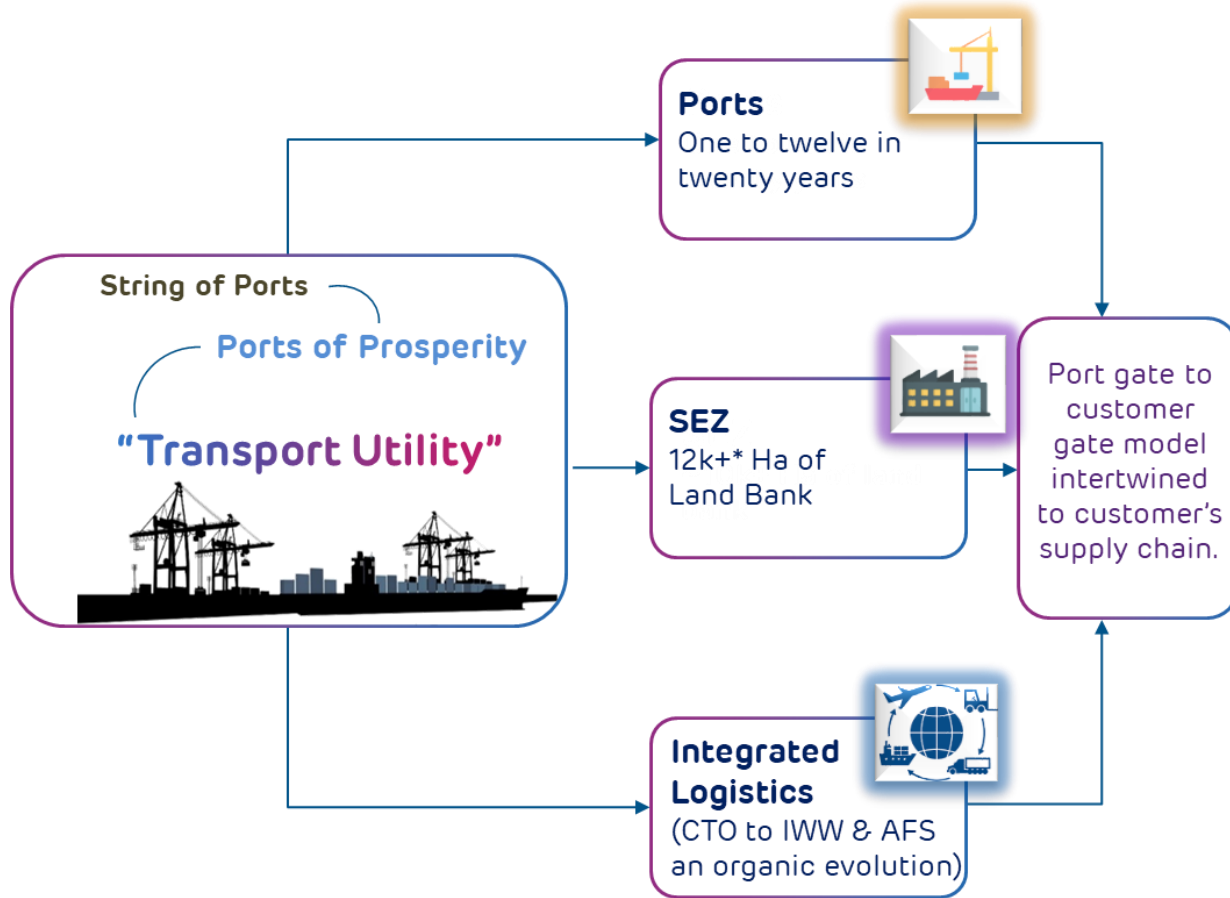 Ports
One to twelve in
twenty years
String of Ports
Ports of Prosperity
“Transport Utility”
SEZ
12k+* Ha of
Land Bank
Port gate to
customer
gate model
intertwined
to customer’s
supply chain.
Integrated
Logistics
(CTO to IWW & AFS
an organic evolution)